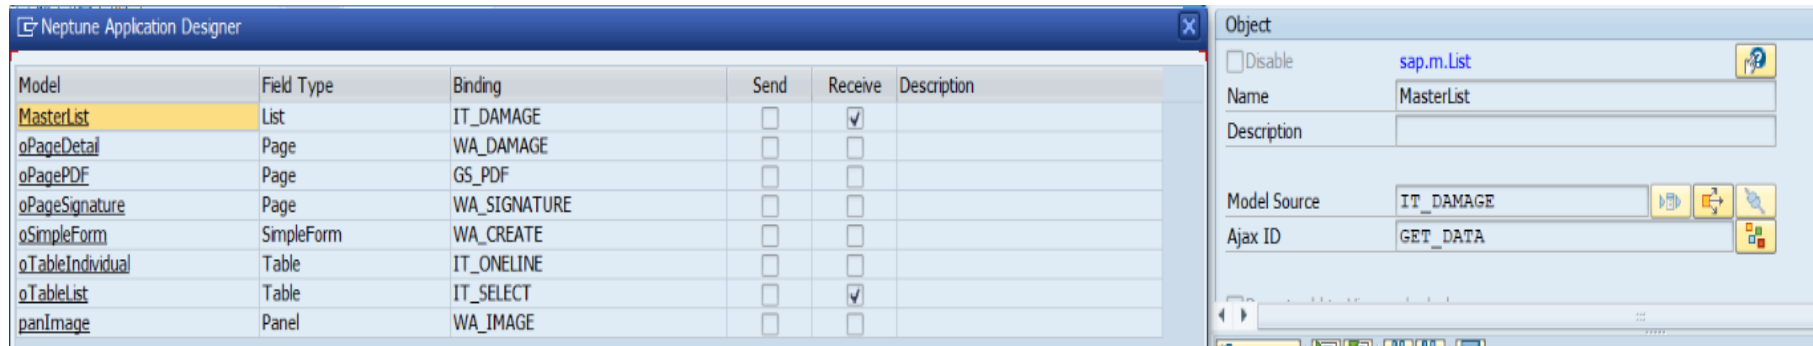 Neptune Application Designer
Model Field Type Binding Send Receive Description
MasterList List IT_DAMAGE
oPageDetail Page WA_DAMAGE
oPagePDF Page GS_PDF
oPageSignature Page WA_SIGNATURE
oSimpleForm SimpleForm WA_CREATE
oTableIndividual Table IT_ONELINE
oTableList Table IT_SELECT
panImage Panel WA_IMAGE
Object
Disable sap.m.List
Name MasterList
Description
Model Source IT_DAMAGE
Ajax ID GET_DATA